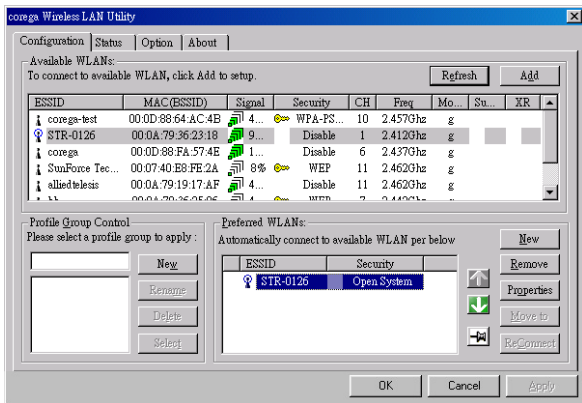 corega Wireless LAN Utility
Configuration Status Option About
Available WLANs:
To connect to available WLAN, click Add to setup.
Refresh Add
ESSID MAC(BSSID) Signal Security CH Freq Mo... Su... XR
corega-test 00:0D:88:64:AC:4B 4... WPA-PS... 10 2.457Ghz g
STR-0126 00:0A:79:36:23:18 9... Disable 1 2.412Ghz g
corega 00:0D:88:FA:57:4E 1... Disable 6 2.437Ghz g
SunForce Tec... 00:07:40:E8:FE:2A 8% WEP 11 2.462Ghz g
alliedtelesis 00:0A:79:19:17:AF 4... Disable 11 2.462Ghz g
Profile Group Control
Please select a profile group to apply :
New
Rename
Delete
Select
Preferred WLANs:
Automatically connect to available WLAN per below
ESSID Security
STR-0126 Open System
New
Remove
Properties
Move to
ReConnect
OK Cancel Apply